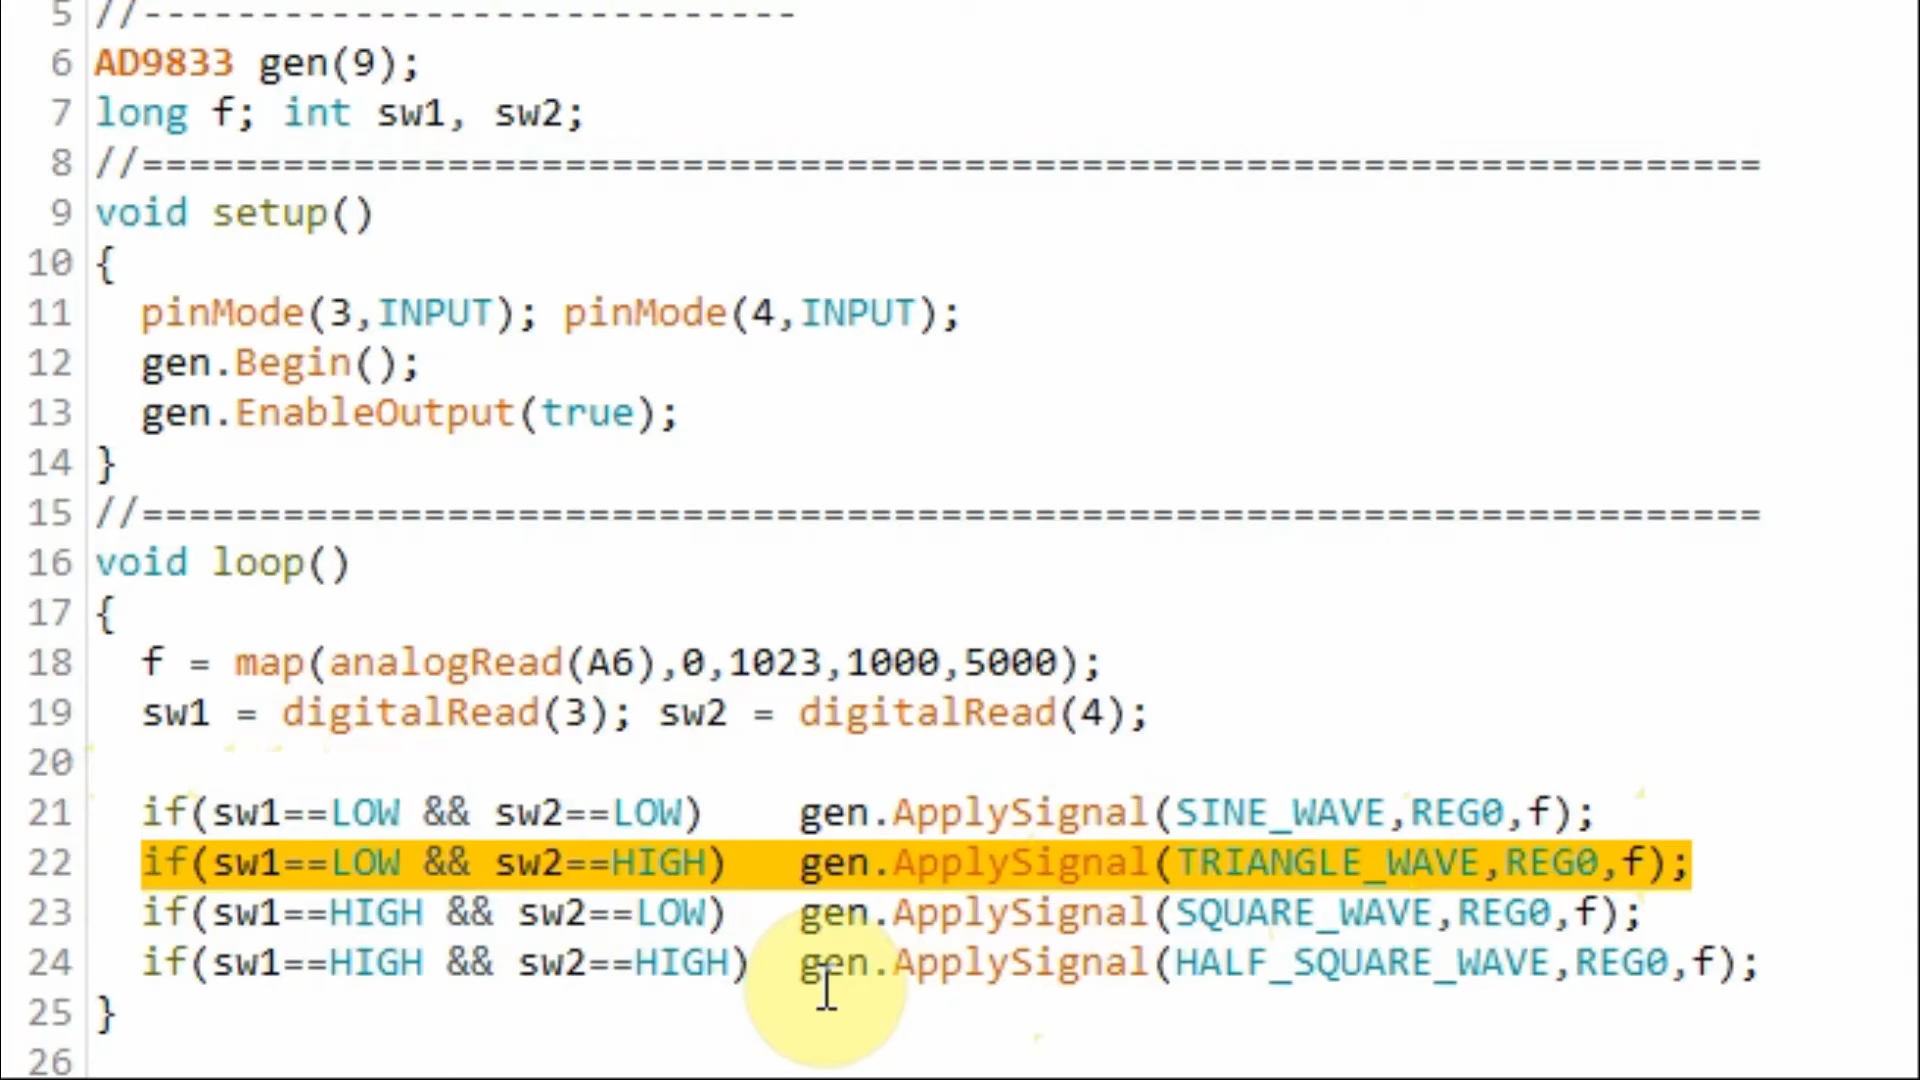 5 //----------------------------
6 AD9833 gen(9);
7 long f; int sw1, sw2;
8 //=====================================================================
9 void setup()
10 {
11 pinMode(3,INPUT); pinMode(4,INPUT);
12 gen.Begin();
13 gen.EnableOutput(true);
14 }
15 //=====================================================================
16 void loop()
17 {
18 f = map(analogRead(A6),0,1023,1000,5000);
19 sw1 = digitalRead(3); sw2 = digitalRead(4);
20
21 if(sw1==LOW && sw2==LOW) gen.ApplySignal(SINE_WAVE,REG0,f);
22 if(sw1==LOW && sw2==HIGH) gen.ApplySignal(TRIANGLE_WAVE,REG0,f);
23 if(sw1==HIGH && sw2==LOW) gen.ApplySignal(SQUARE_WAVE,REG0,f);
24 if(sw1==HIGH && sw2==HIGH) gen.ApplySignal(HALF_SQUARE_WAVE,REG0,f);
25 }
26